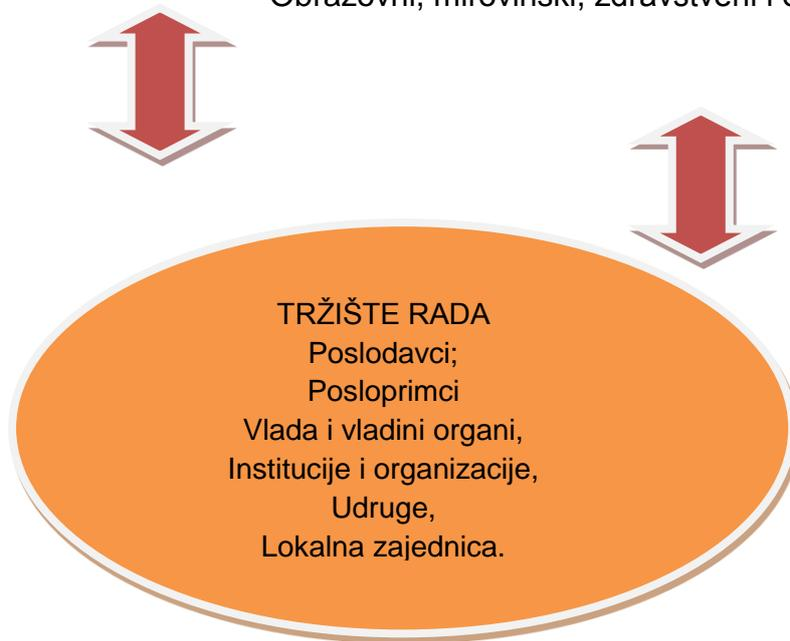 Obrazovni, mirovinski, zdravstveni i
TRŽIŠTE RADA
Poslodavci;
Posloprimci
Vlada i vladini organi,
Institucije i organizacije,
Udruge,
Lokalna zajednica.